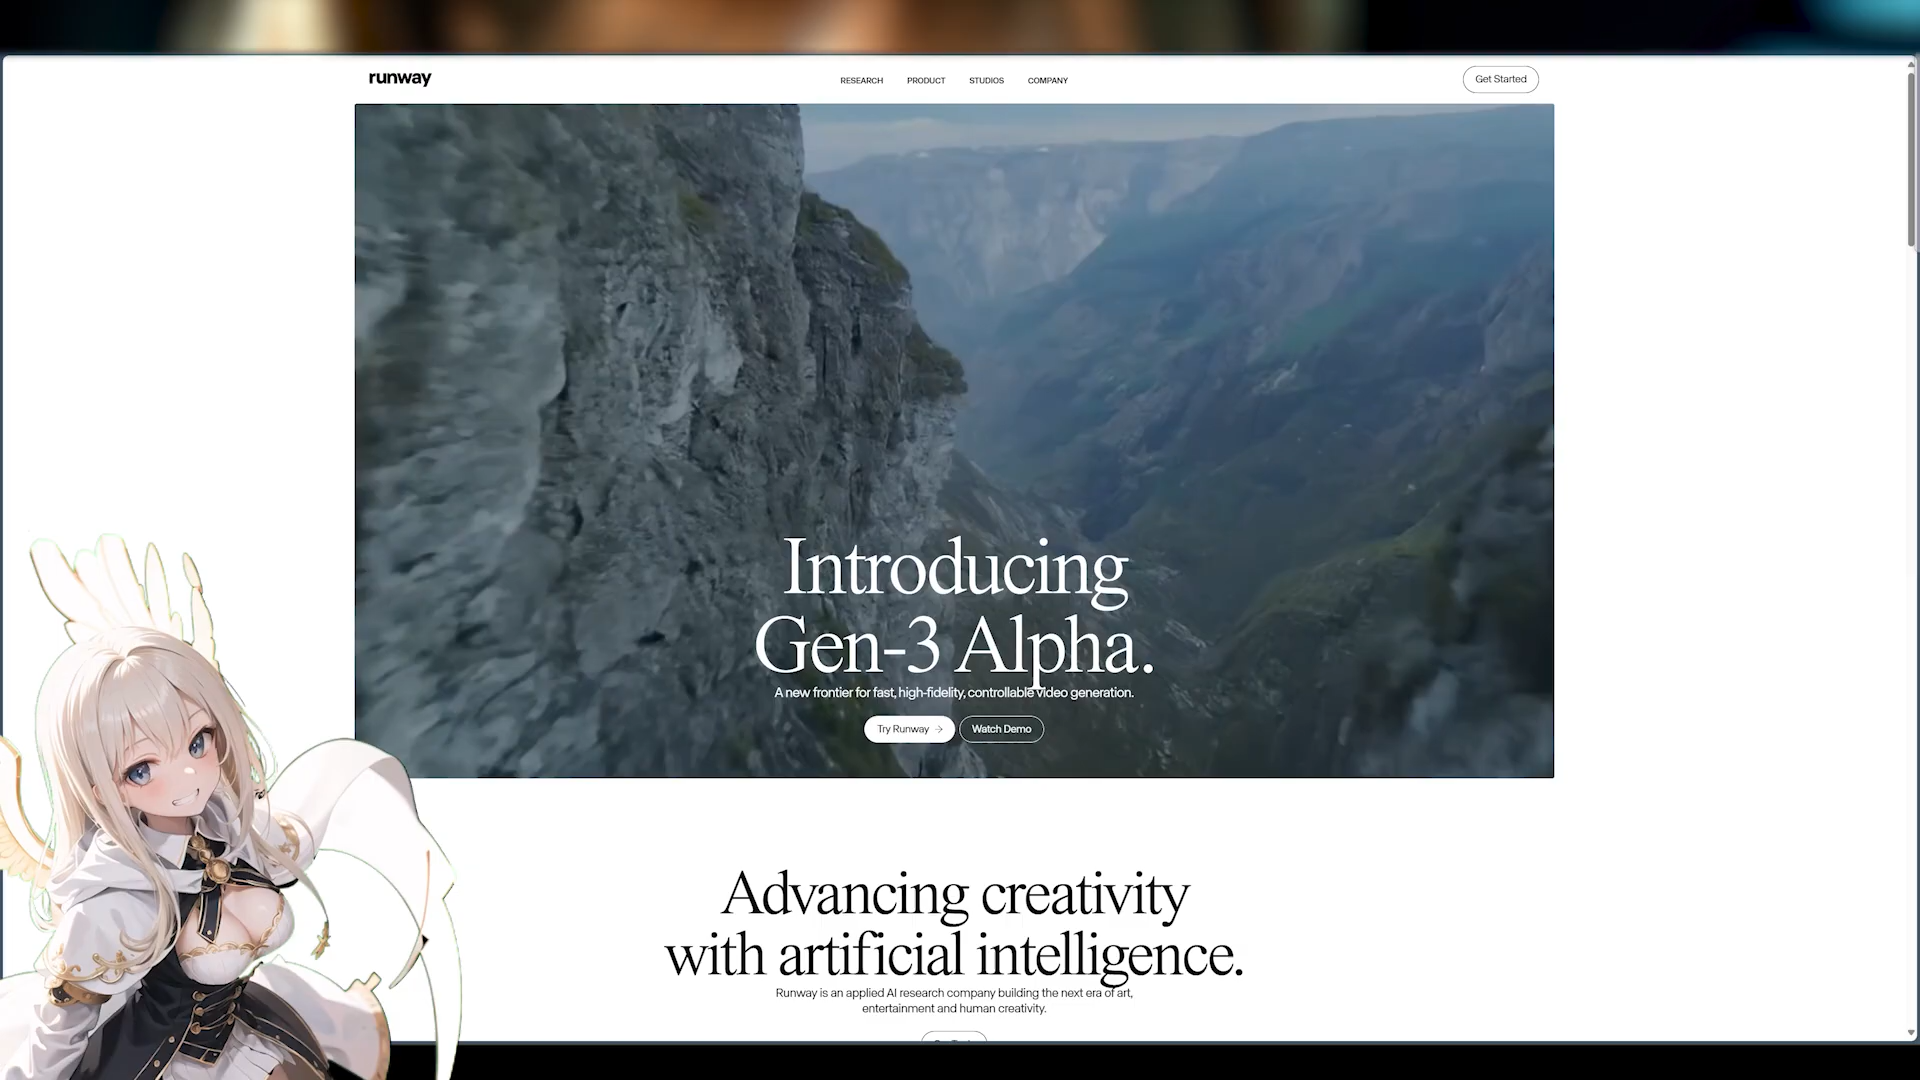 runway
RESEARCH
PRODUCT
STUDIOS
COMPANY
Get Started
Introducing
Gen-3 Alpha.
A new frontier for fast, high-fidelity, controllable video generation.
Try Runway →
Watch Demo
Advancing creativity
with artificial intelligence.
Runway is an applied AI research company building the next era of art,
entertainment and human creativity.